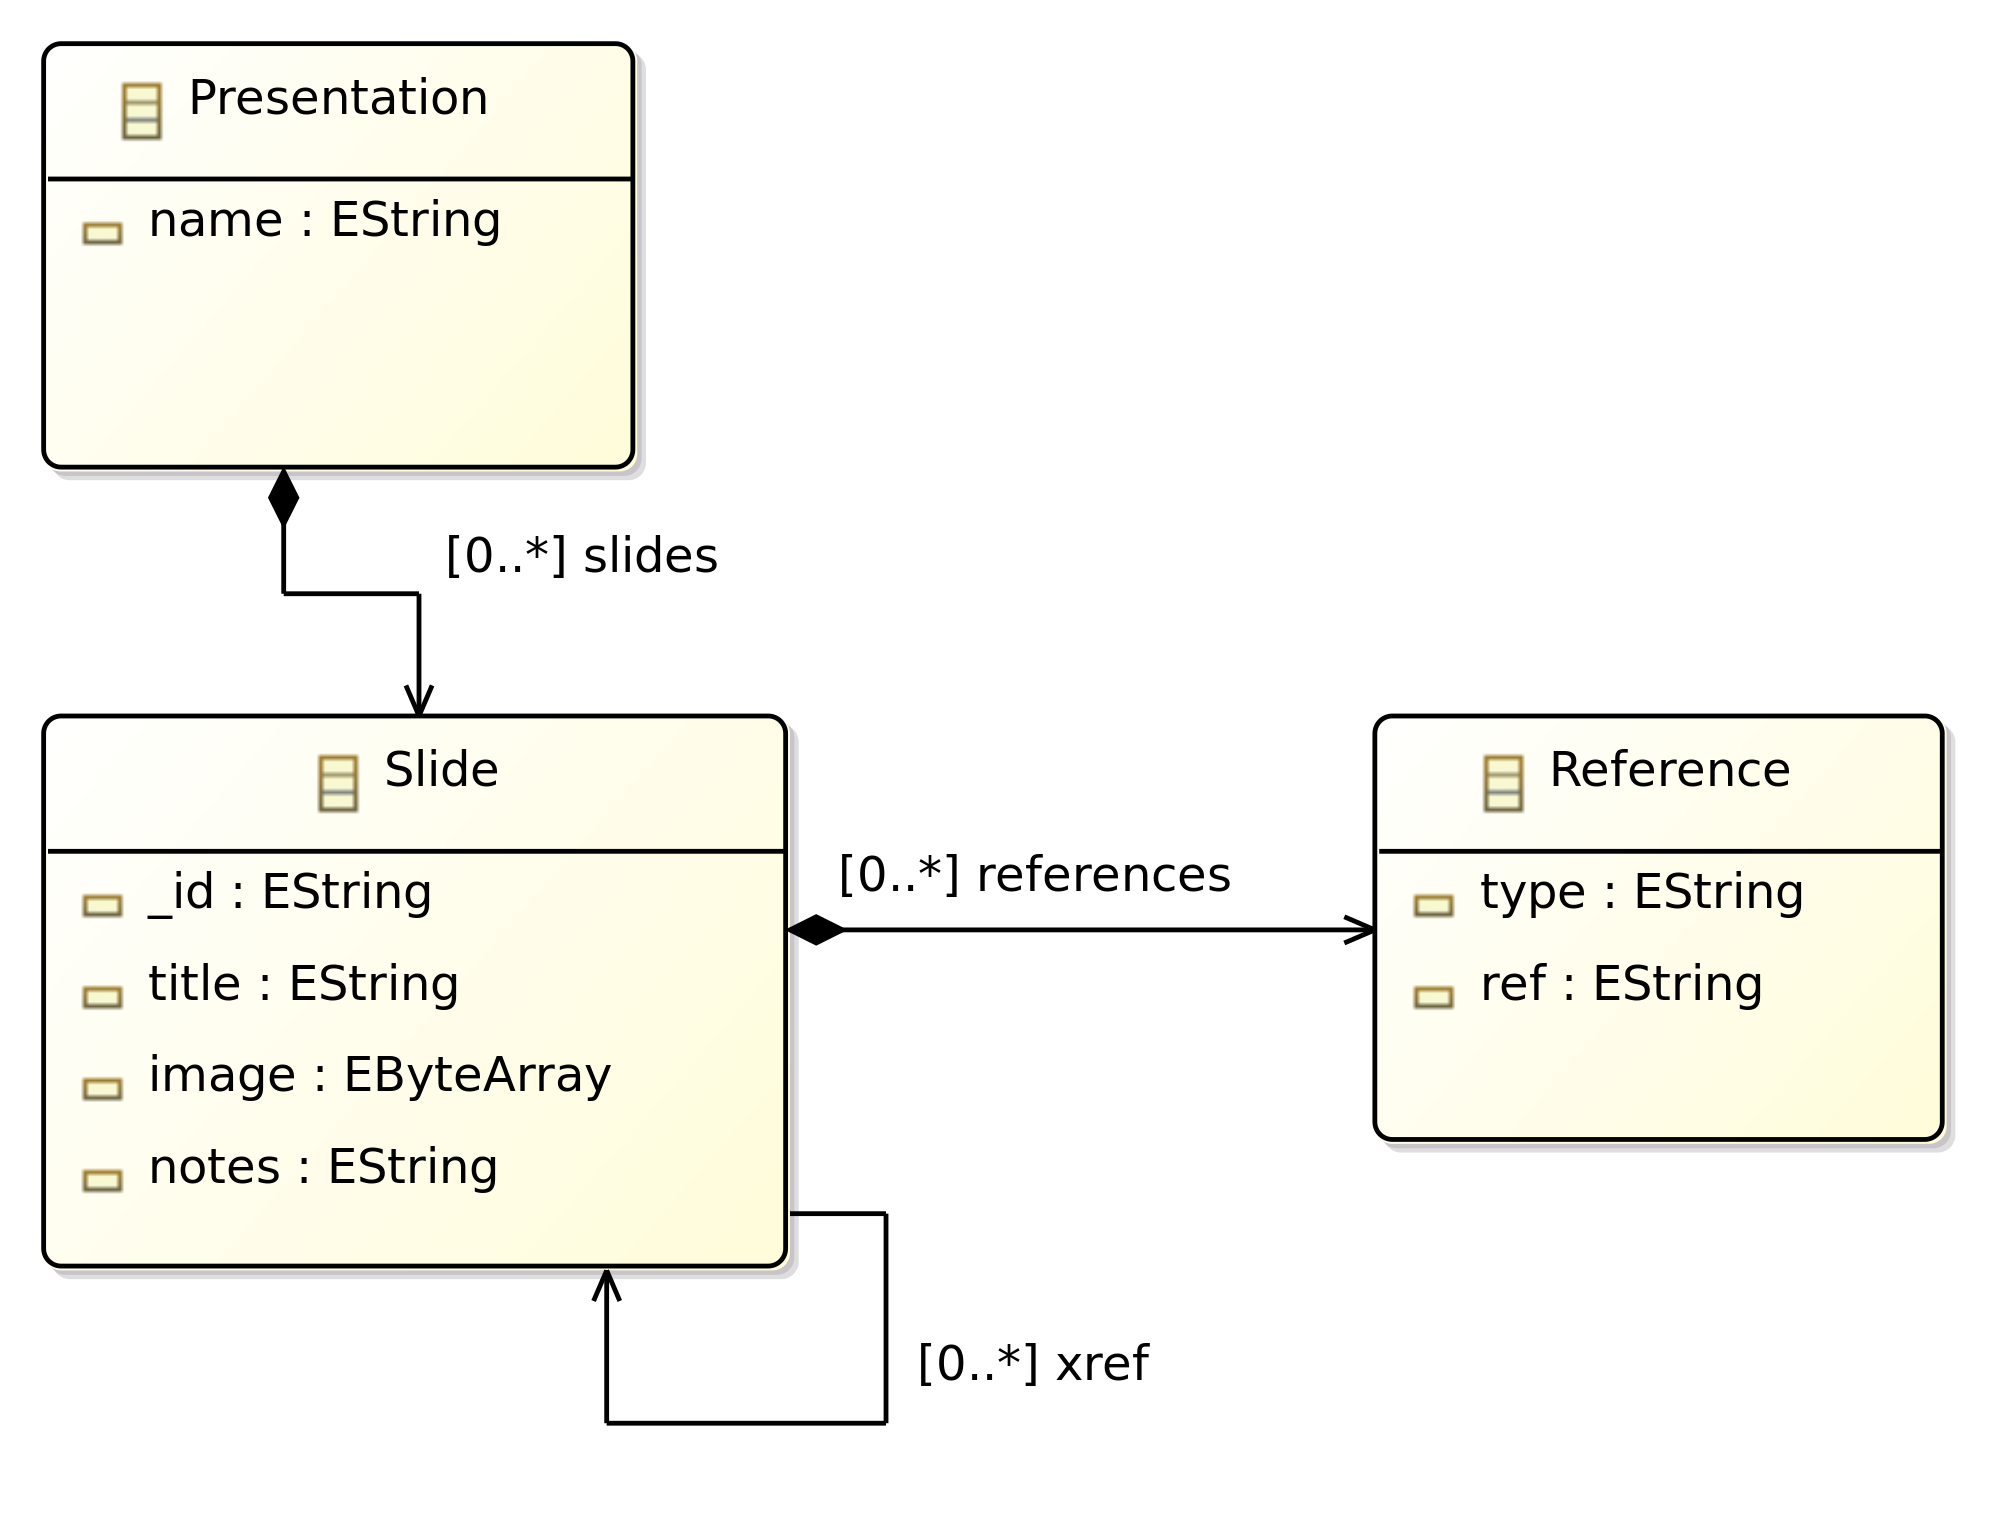 Presentation
name : EString
[0..*] slides
Slide
_id : EString
title : EString
image : EByteArray
notes : EString
[0..*] references
Reference
type : EString
ref : EString
[0..*] xref